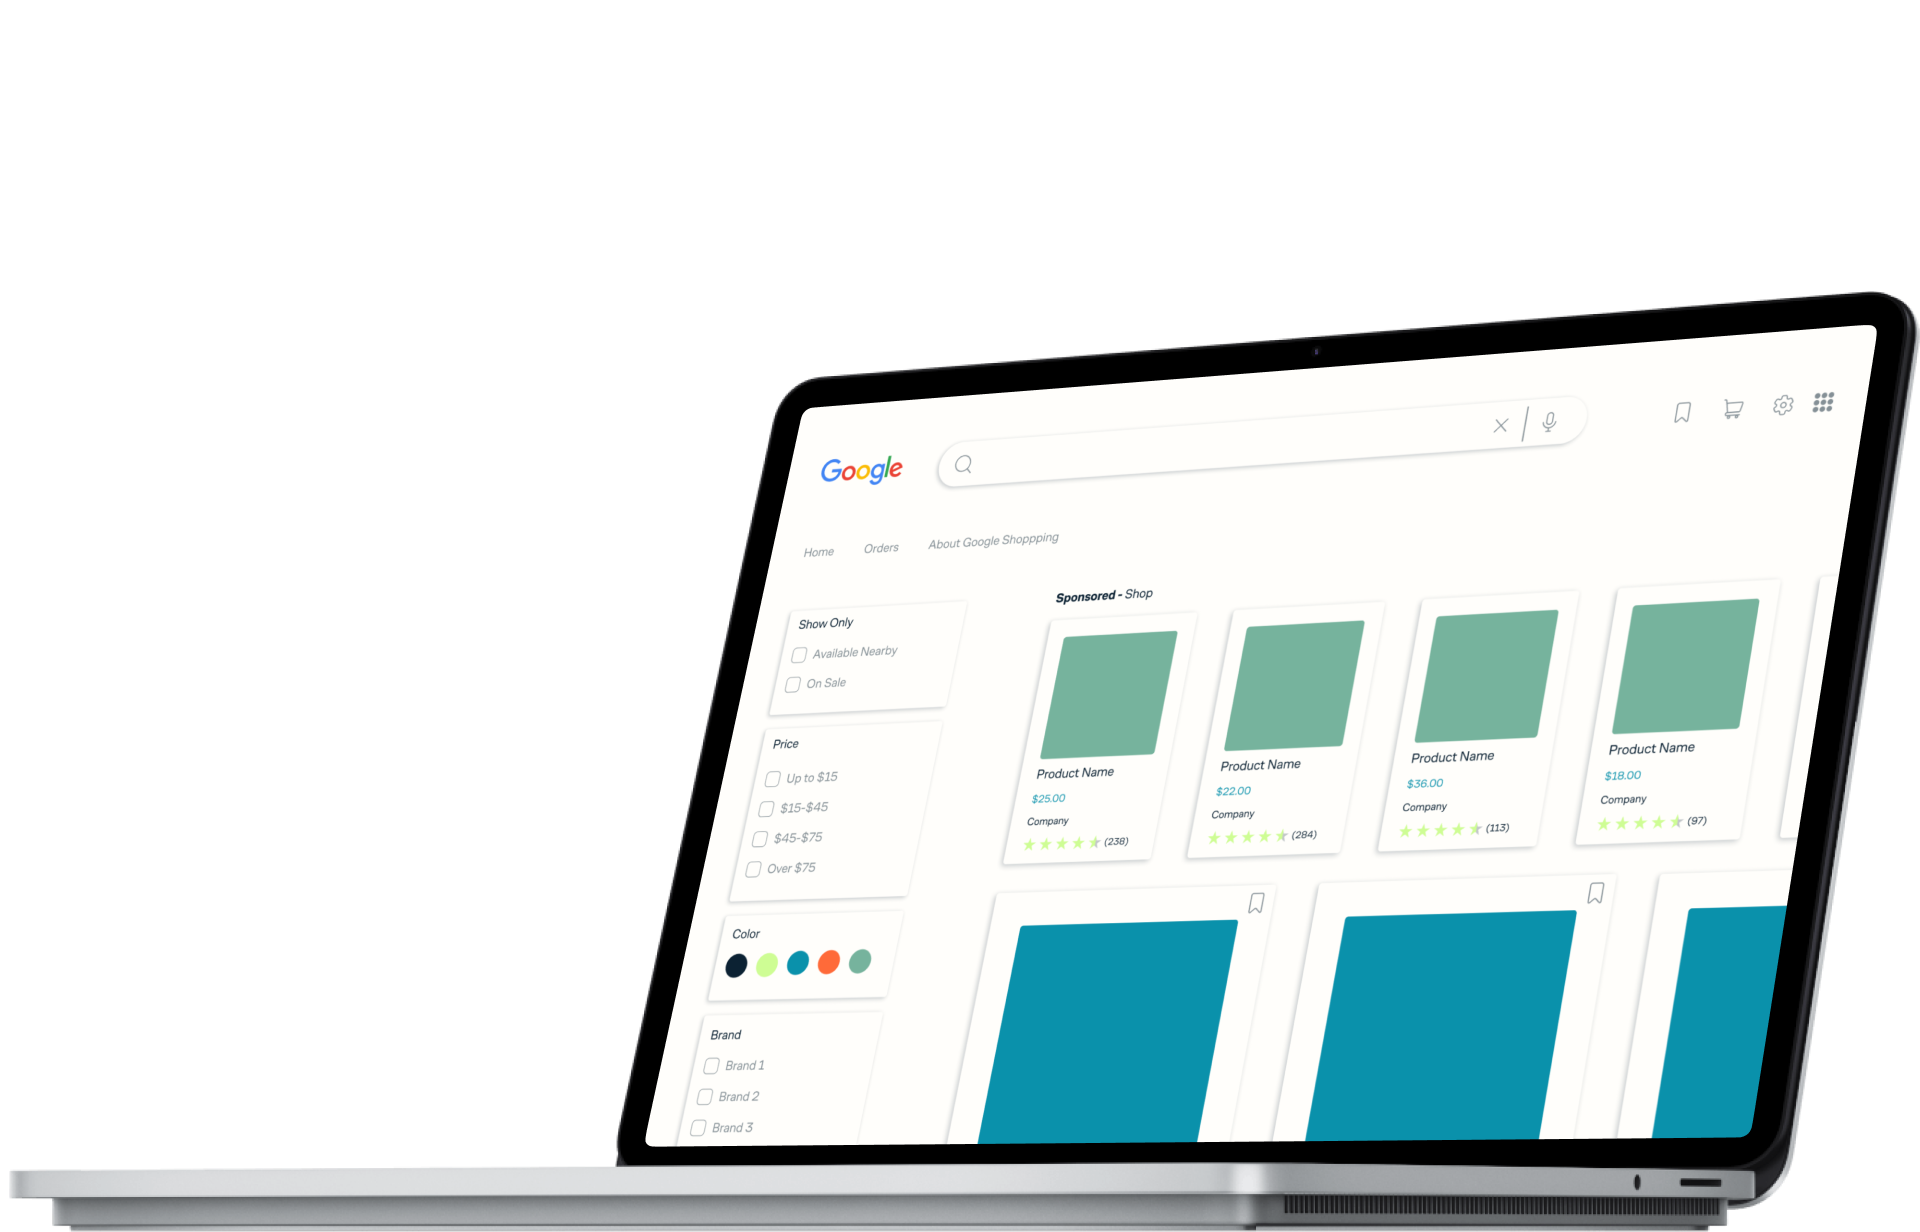 Google
Home Orders About Google Shoppping
Sponsored - Shop
Show Only
Available Nearby
On Sale
Price
Up to $15
$15-$45
$45-$75
Over $75
Color
Brand
Brand 1
Brand 2
Brand 3
Product Name
$25.00
Company
(238)
Product Name
$22.00
Company
(284)
Product Name
$36.00
Company
(113)
Product Name
$18.00
Company
(97)